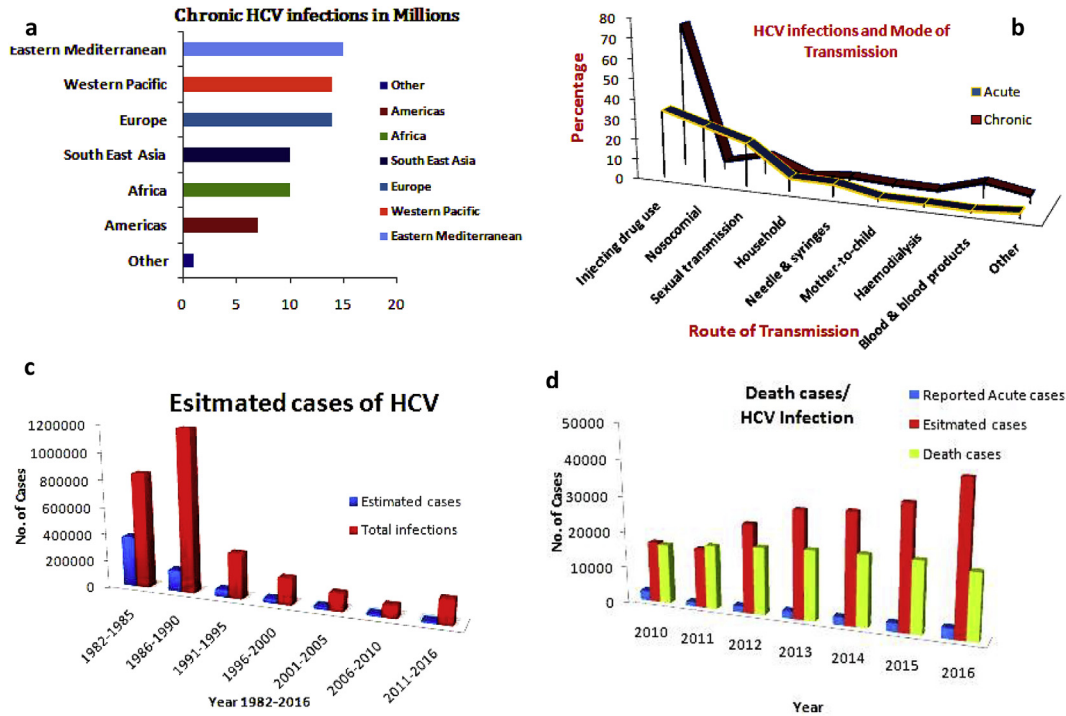 a
Chronic HCV infections in Millions
Eastern Mediterranean
Western Pacific
Europe
South East Asia
Africa
Americas
Other
0 5 10 15 20
Other
Americas
Africa
South East Asia
Europe
Western Pacific
Eastern Mediterranean
b
HCV infections and Mode of
Transmission
Percentage
80
70
60
50
40
30
20
10
0
Acute
Chronic
Injecting drug use
Nosocomial
Sexual transmission
Household
Needle & syringes
Mother-to-child
Haemodialysis
Blood & blood products
Other
Route of Transmission
c
Esitmated cases of HCV
No. of Cases
1200000
1000000
800000
600000
400000
200000
0
Estimated cases
Total infections
1982-1985
1986-1990
1991-1995
1996-2000
2001-2005
2006-2010
2011-2016
Year 1982-2016
d
Death cases/
HCV Infection
Reported Acute cases
Esitmated cases
Death cases
No. of Cases
50000
40000
30000
20000
10000
0
2010
2011
2012
2013
2014
2015
2016
Year